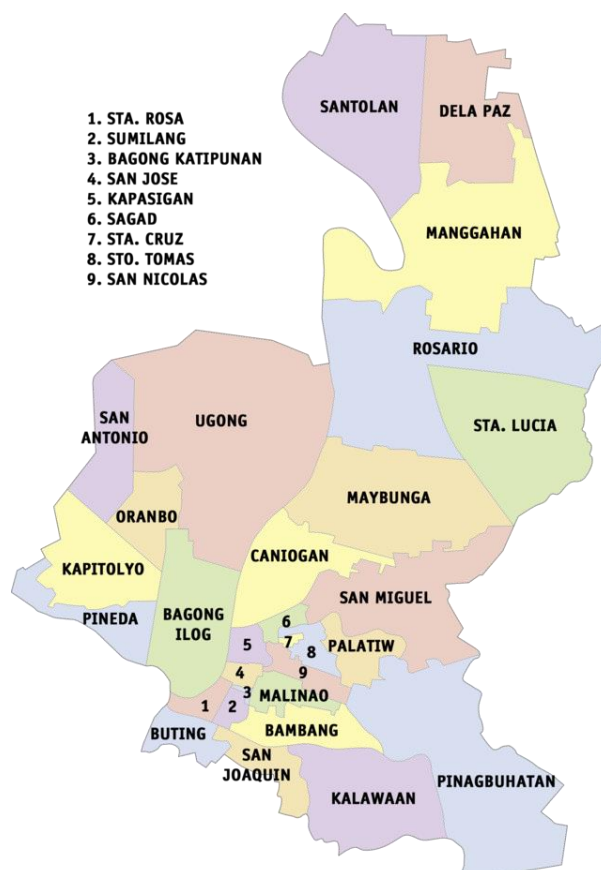 SANTOLAN
DELA PAZ
1. STA. ROSA
2. SUMILANG
3. BAGONG KATIPUNAN
4. SAN JOSE
5. KAPASIGAN
6. SAGAD
7. STA. CRUZ
8. STO. TOMAS
9. SAN NICOLAS
MANGGAHAN
ROSARIO
SAN
ANTONIO
UGONG
STA. LUCIA
MAYBUNGA
ORANBO
CANIOGAN
KAPITOLYO
SAN MIGUEL
PINEDA
BAGONG
ILOG
6
7
5
8
PALATIW
4
9
3
MALINAO
1
2
BUTING
BAMBANG
SAN
JOAQUIN
PINAGBUHATAN
KALAWAAN